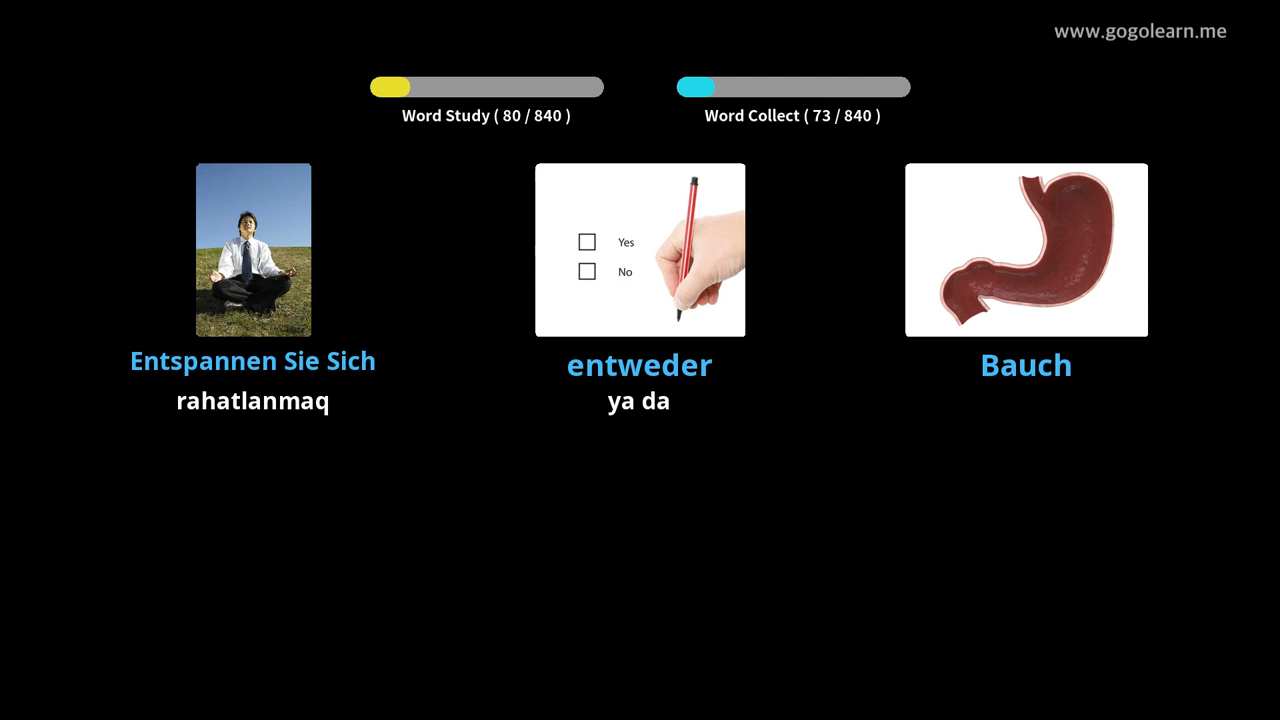 www.gogolearn.me
Word Study ( 80 / 840 )
Word Collect ( 73 / 840 )
Yes
No
Entspannen Sie Sich
entweder
Bauch
rahatlanmaq
ya da